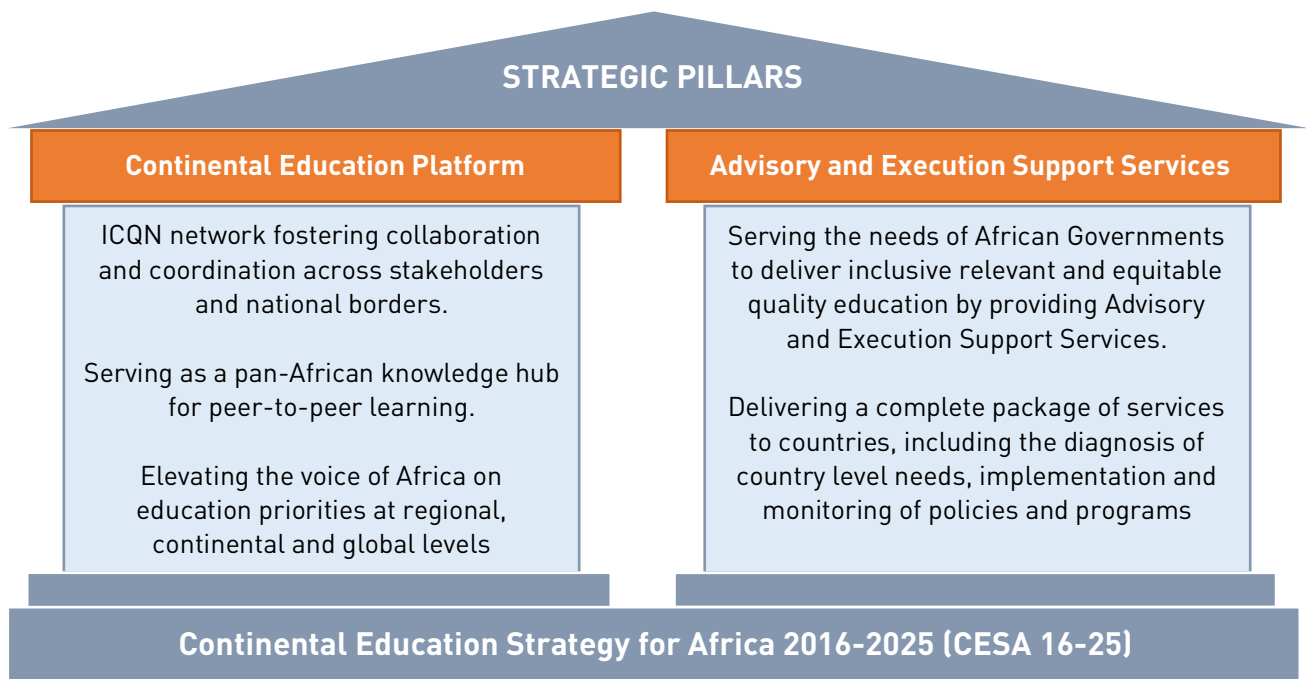 STRATEGIC PILLARS
Continental Education Platform
ICQN network fostering collaboration
and coordination across stakeholders
and national borders.
Serving as a pan-African knowledge hub
for peer-to-peer learning.
Elevating the voice of Africa on
education priorities at regional,
continental and global levels
Advisory and Execution Support Services
Serving the needs of African Governments
to deliver inclusive relevant and equitable
quality education by providing Advisory
and Execution Support Services.
Delivering a complete package of services
to countries, including the diagnosis of
country level needs, implementation and
monitoring of policies and programs
Continental Education Strategy for Africa 2016-2025 (CESA 16-25)